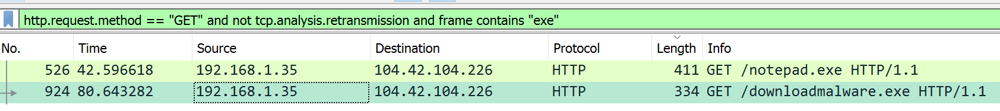 http.request.method == "GET" and not tcp.analysis.retransmission and frame contains "exe"
No. Time Source Destination Protocol Length Info
526 42.596618 192.168.1.35 104.42.104.226 HTTP 411 GET /notepad.exe HTTP/1.1
924 80.643282 192.168.1.35 104.42.104.226 HTTP 334 GET /downloadmalware.exe HTTP/1.1